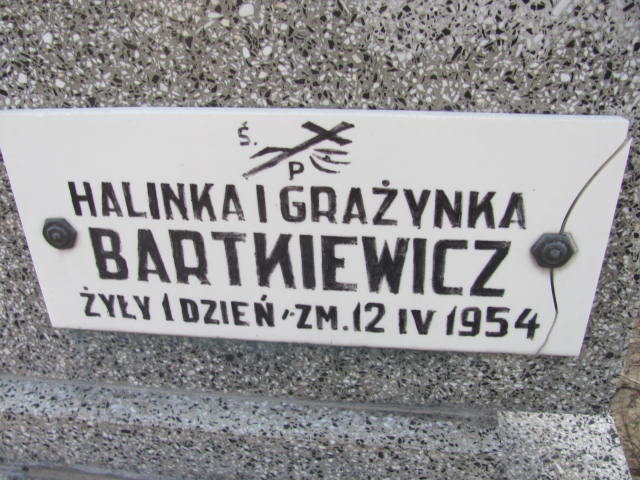 Ś. P
HALINKA I GRAŻYNKA
BARTKIEWICZ
ŻYŁY 1 DZIEŃ, ZM. 12 IV 1954